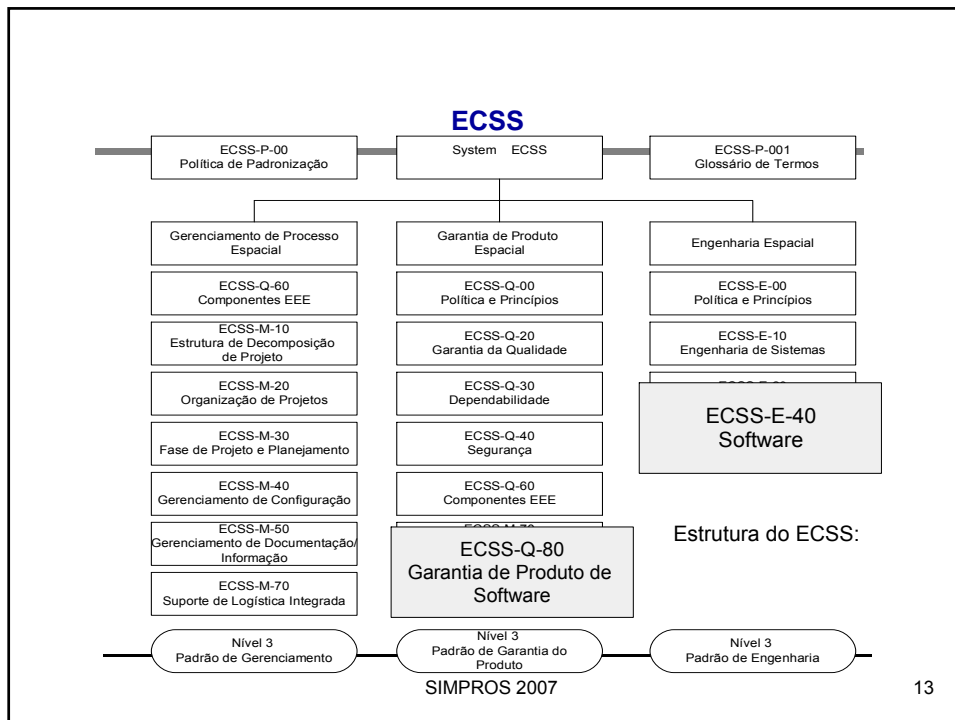 ECSS
ECSS-P-00
Política de Padronização
System ECSS
ECSS-P-001
Glossário de Termos
Gerenciamento de Processo
Espacial
ECSS-Q-60
Componentes EEE
ECSS-M-10
Estrutura de Decomposição
de Projeto
ECSS-M-20
Organização de Projetos
ECSS-M-30
Fase de Projeto e Planejamento
ECSS-M-40
Gerenciamento de Configuração
ECSS-M-50
Gerenciamento de Documentação/
Informação
ECSS-M-70
Suporte de Logística Integrada
Nível 3
Padrão de Gerenciamento
Garantia de Produto
Espacial
ECSS-Q-00
Política e Princípios
ECSS-Q-20
Garantia da Qualidade
ECSS-Q-30
Dependabilidade
ECSS-Q-40
Segurança
ECSS-Q-60
Componentes EEE
ECSS-Q-80
Garantia de Produto de
Software
Nível 3
Padrão de Garantia do
Produto
Engenharia Espacial
ECSS-E-00
Política e Princípios
ECSS-E-10
Engenharia de Sistemas
ECSS-E-40
Software
Estrutura do ECSS:
Nível 3
Padrão de Engenharia
SIMPROS 2007
13